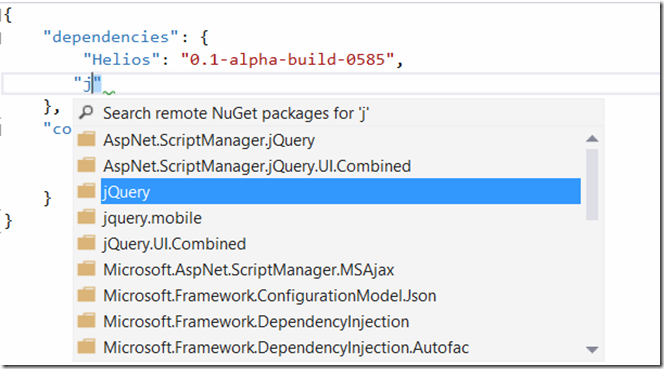 {
"dependencies": {
"Helios": "0.1-alpha-build-0585",
"j"
},
Search remote NuGet packages for 'j'
"co
AspNet.ScriptManager.jQuery
AspNet.ScriptManager.jQuery.UI.Combined
jQuery
jquery.mobile
}
}
jQuery.UI.Combined
Microsoft.AspNet.ScriptManager.MSAjax
Microsoft.Framework.ConfigurationModel.Json
Microsoft.Framework.DependencyInjection
Microsoft.Framework.DependencyInjection.Autofac